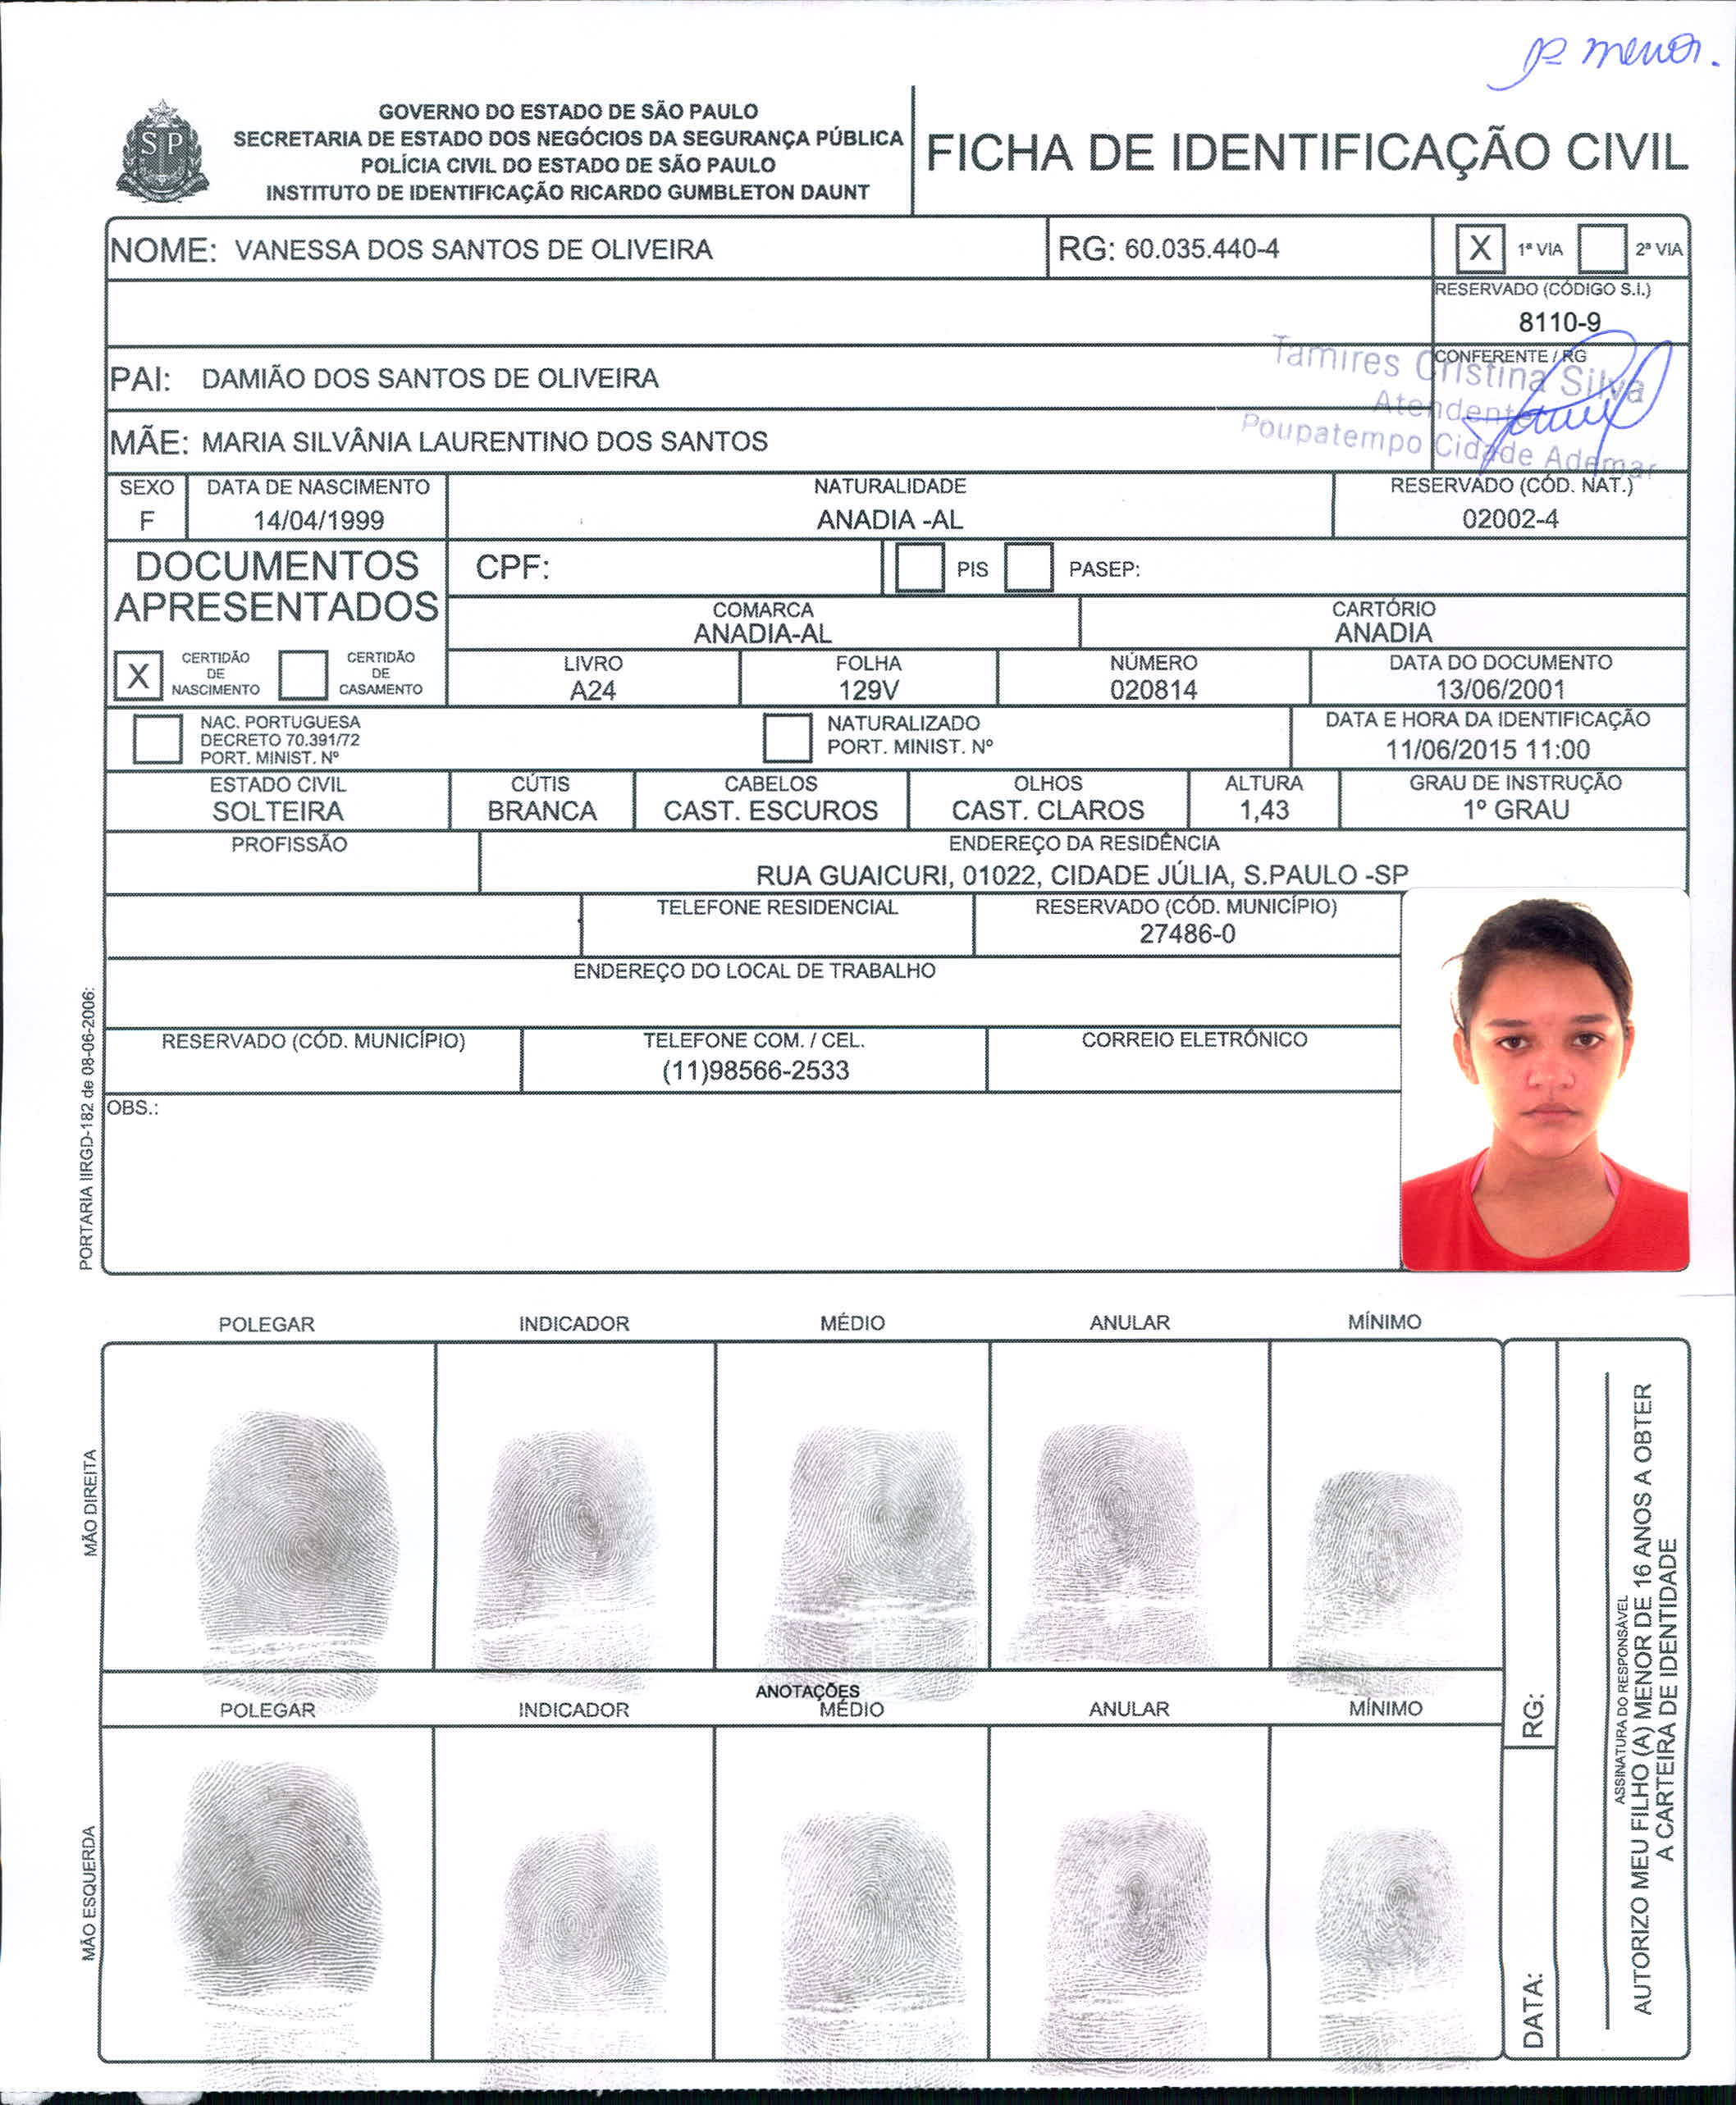 pº menor.
GOVERNO DO ESTADO DE SÃO PAULO
SECRETARIA DE ESTADO DOS NEGÓCIOS DA SEGURANÇA PÚBLICA
POLÍCIA CIVIL DO ESTADO DE SÃO PAULO
INSTITUTO DE IDENTIFICAÇÃO RICARDO GUMBLETON DAUNT
SP
FICHA DE IDENTIFICAÇÃO CIVIL
NOME: VANESSA DOS SANTOS DE OLIVEIRA RG: 60.035.440-4 X 1ª VIA 2ª VIA
RESERVADO (CÓDIGO S.I.)
8110-9
CONFERENTE / RG
Tamires Cristina Silva
Atendente
Poupatempo Cidade Ademar
PAI: DAMIÃO DOS SANTOS DE OLIVEIRA
MÃE: MARIA SILVÂNIA LAURENTINO DOS SANTOS
SEXO DATA DE NASCIMENTO NATURALIDADE RESERVADO (CÓD. NAT.)
F 14/04/1999 ANADIA -AL 02002-4
DOCUMENTOS
APRESENTADOS
CPF: PIS PASEP:
COMARCA CARTÓRIO
ANADIA-AL ANADIA
X CERTIDÃO DE NASCIMENTO CERTIDÃO DE CASAMENTO
LIVRO FOLHA NÚMERO DATA DO DOCUMENTO
A24 129V 020814 13/06/2001
NAC. PORTUGUESA
DECRETO 70.391/72
PORT. MINIST. Nº
NATURALIZADO
PORT. MINIST. Nº
DATA E HORA DA IDENTIFICAÇÃO
11/06/2015 11:00
ESTADO CIVIL CÚTIS CABELOS OLHOS ALTURA GRAU DE INSTRUÇÃO
SOLTEIRA BRANCA CAST. ESCUROS CAST. CLAROS 1,43 1º GRAU
PROFISSÃO ENDEREÇO DA RESIDÊNCIA
RUA GUAICURI, 01022, CIDADE JÚLIA, S.PAULO -SP
TELEFONE RESIDENCIAL RESERVADO (CÓD. MUNICÍPIO)
27486-0
ENDEREÇO DO LOCAL DE TRABALHO
RESERVADO (CÓD. MUNICÍPIO) TELEFONE COM. / CEL. CORREIO ELETRÔNICO
(11)98566-2533
OBS.:
PORTARIA IIRGD-182 de 08-06-2006:
POLEGAR INDICADOR MÉDIO ANULAR MÍNIMO
MÃO DIREITA
ANOTAÇÕES
POLEGAR INDICADOR MÉDIO ANULAR MÍNIMO
MÃO ESQUERDA
RG:
DATA:
ASSINATURA DO RESPONSÁVEL
AUTORIZO MEU FILHO (A) MENOR DE 16 ANOS A OBTER
A CARTEIRA DE IDENTIDADE